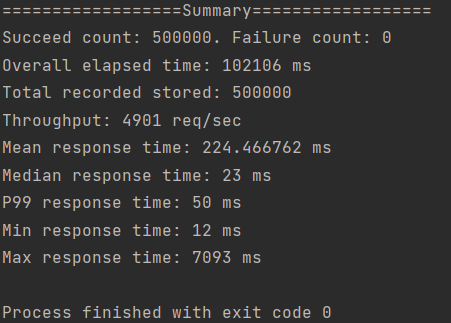 ==================Summary==================
Succeed count: 500000. Failure count: 0
Overall elapsed time: 102106 ms
Total recorded stored: 500000
Throughput: 4901 req/sec
Mean response time: 224.466762 ms
Median response time: 23 ms
P99 response time: 50 ms
Min response time: 12 ms
Max response time: 7093 ms
Process finished with exit code 0